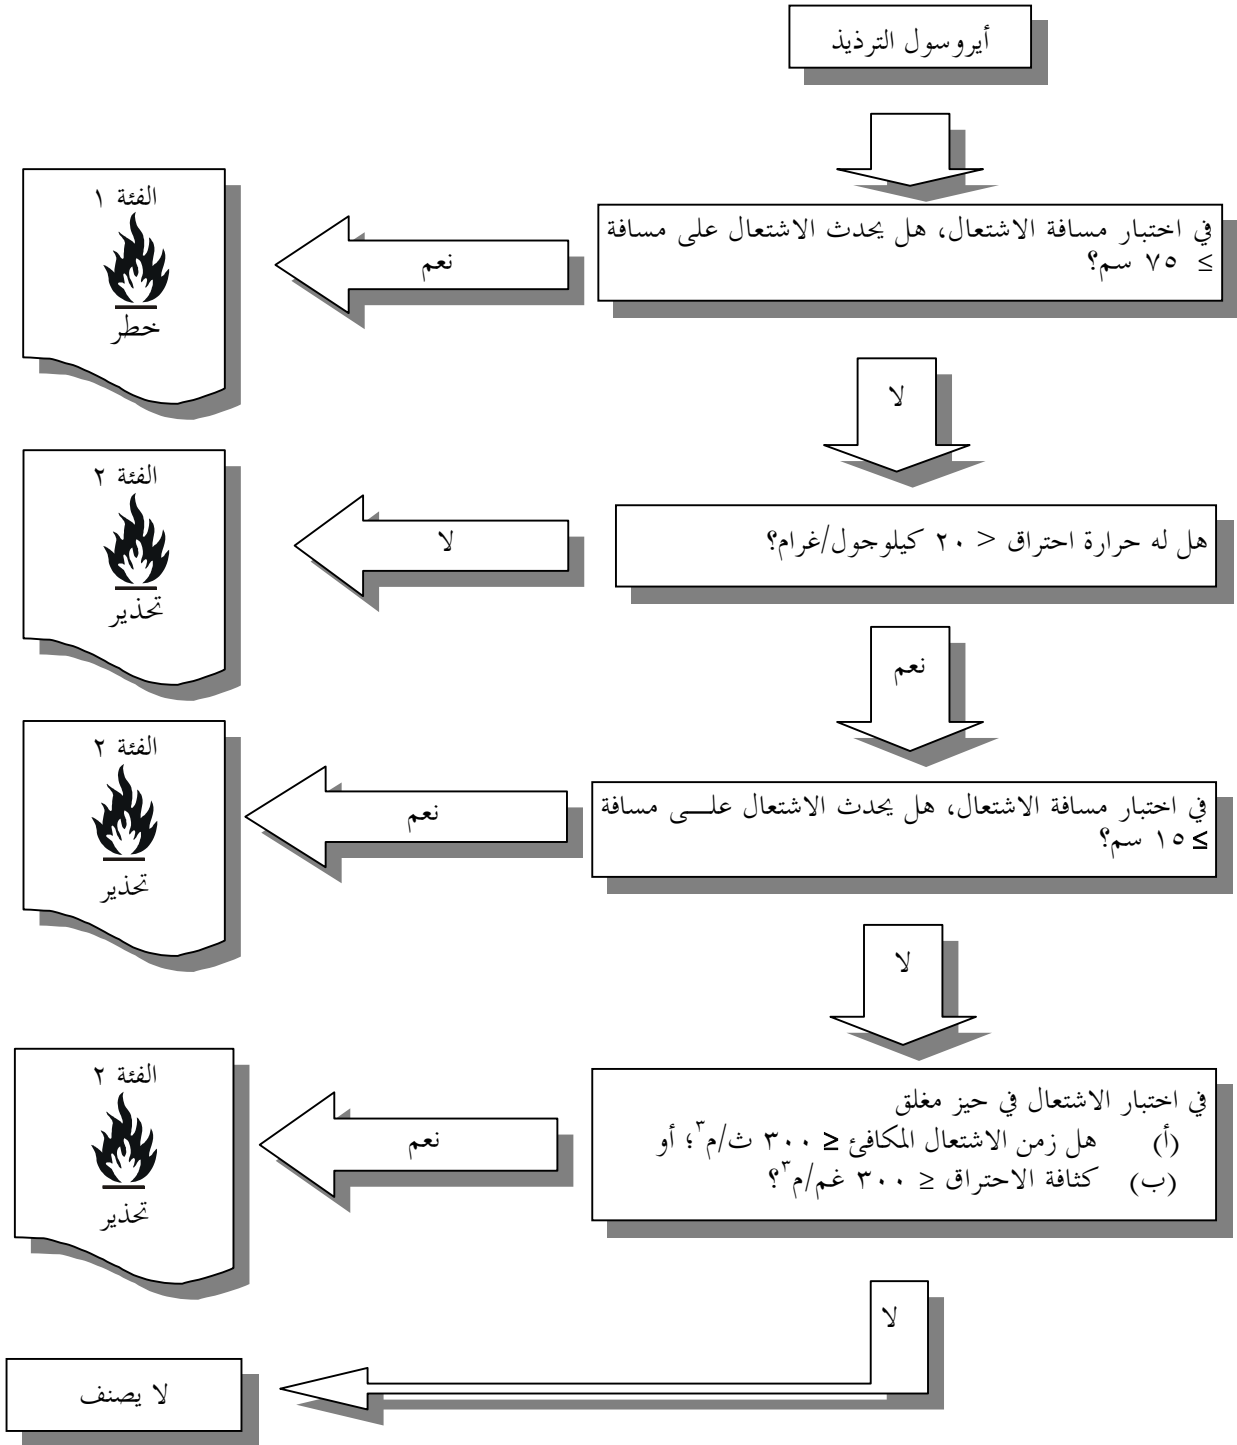 أيروسول الترذيذ
في اختبار مسافة الاشتعال، هل يحدث الاشتعال على مسافة
≥ ٧٥ سم؟
نعم
الفئة ١
خطر
لا
هل له حرارة احتراق < ٢٠ كيلوجول/غرام؟
لا
الفئة ٢
تحذير
نعم
في اختبار مسافة الاشتعال، هل يحدث الاشتعال علـــى مسافة
≥ ١٥ سم؟
نعم
الفئة ٢
تحذير
لا
في اختبار الاشتعال في حيز مغلق
(أ) هل زمن الاشتعال المكافئ ≤ ٣٠٠ ث/م٣؛ أو
(ب) كثافة الاحتراق ≤ ٣٠٠ غم/م٣؟
نعم
الفئة ٢
تحذير
لا
لا يصنف